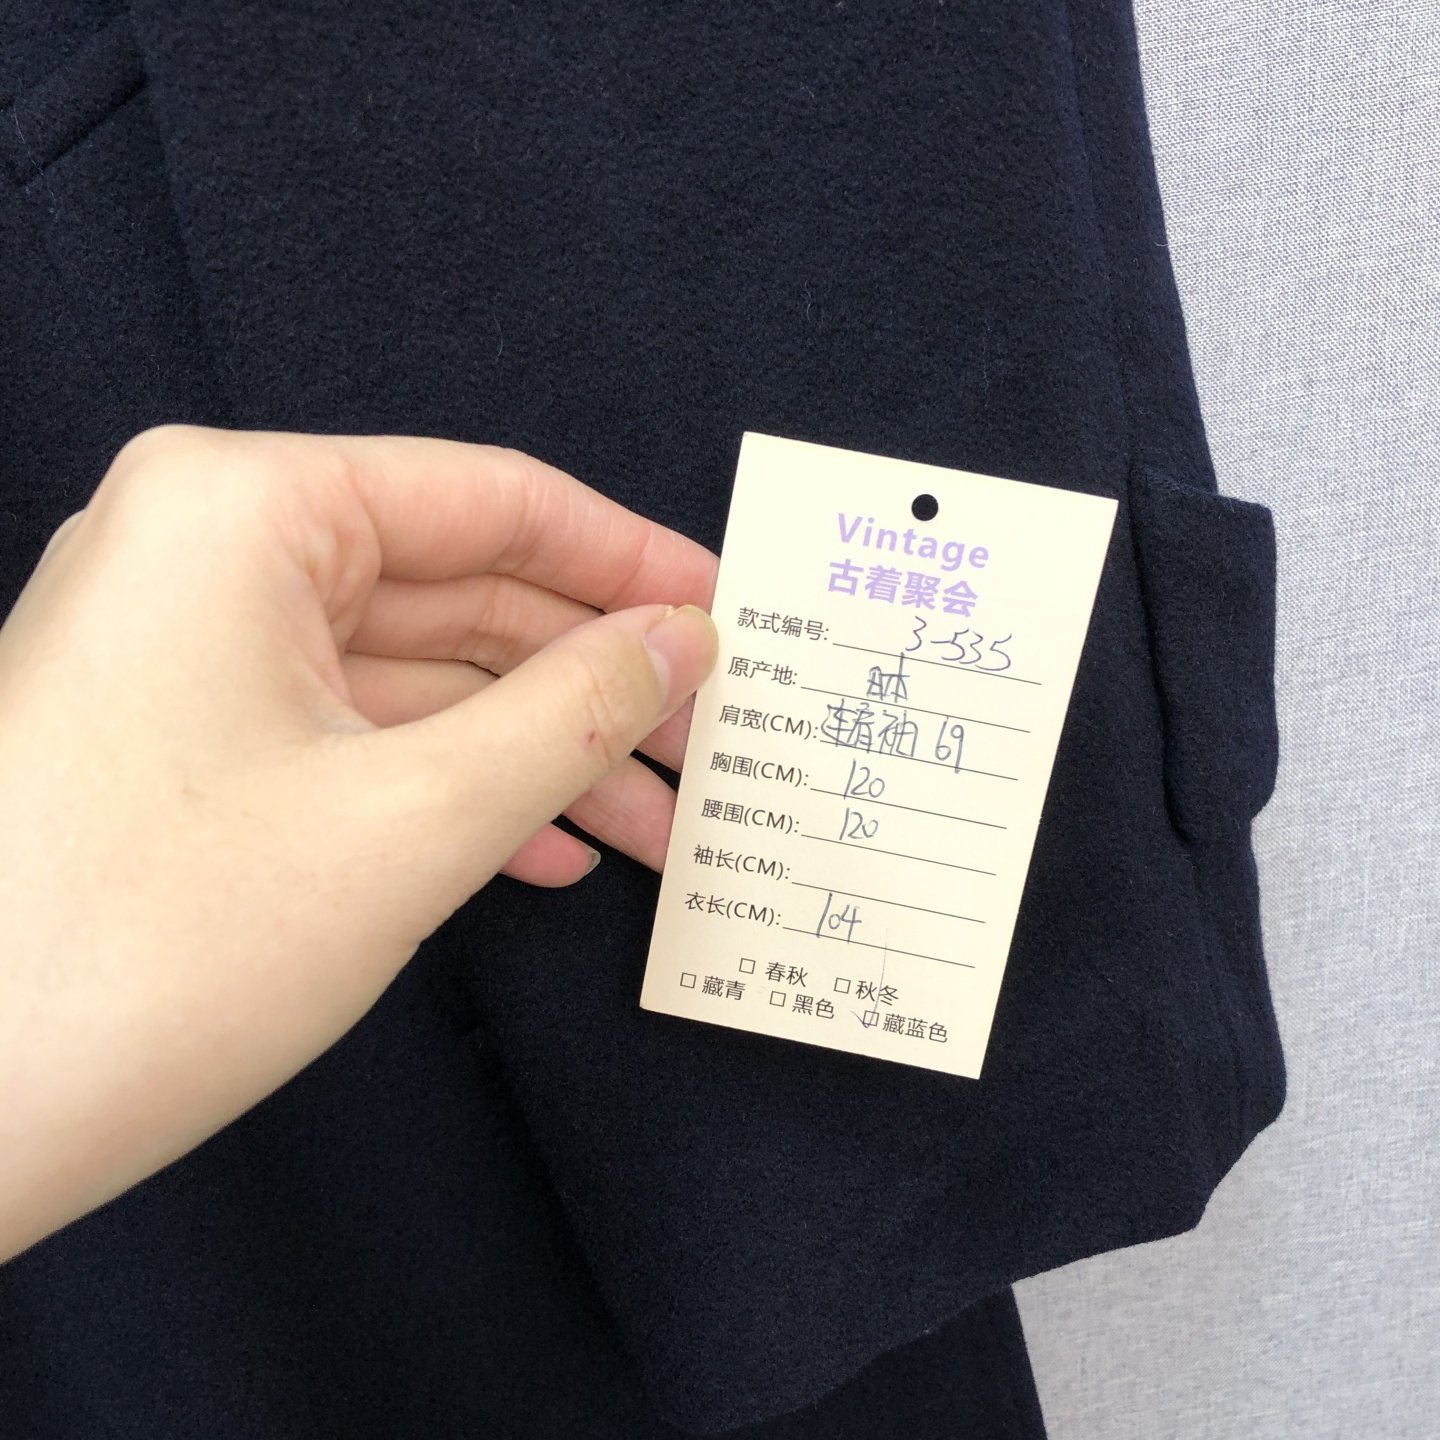 Vintage
古着聚会
款式编号: 3-535
原产地: 日本
肩宽(CM): 连肩袖 69
胸围(CM): 120
腰围(CM): 120
袖长(CM):
衣长(CM): 104
□ 春秋 □ 秋冬
□ 藏青 □ 黑色 ☑ 藏蓝色